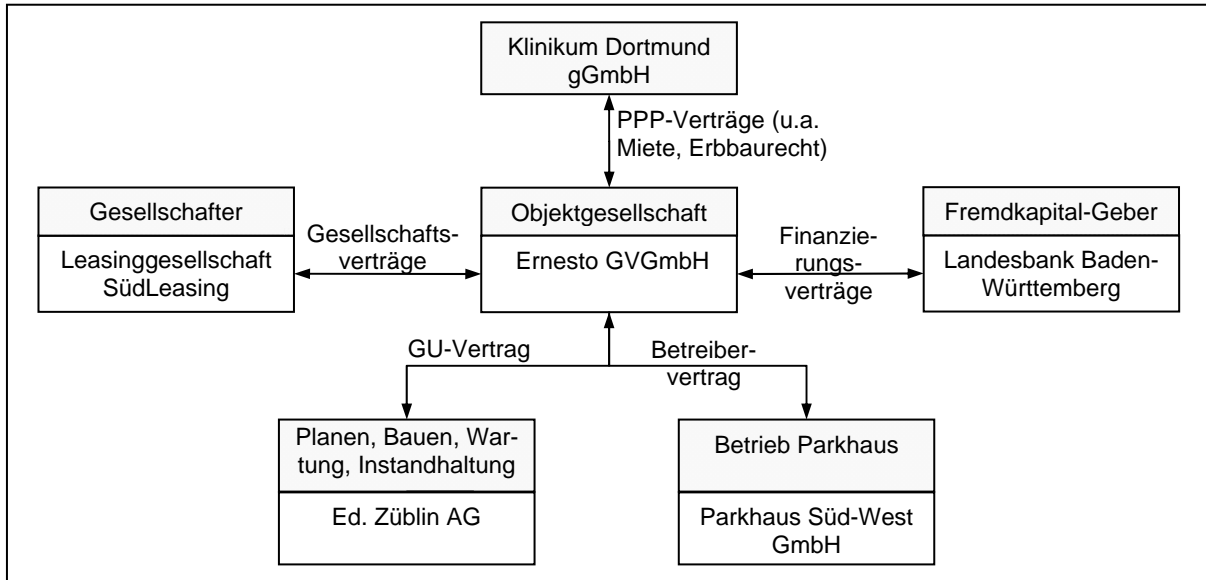 Klinikum Dortmund
gGmbH
PPP-Verträge (u.a.
Miete, Erbbaurecht)
Gesellschafter
Leasinggesellschaft
SüdLeasing
Gesellschafts-
verträge
Objektgesellschaft
Ernesto GVGmbH
Finanzie-
rungs-
verträge
Fremdkapital-Geber
Landesbank Baden-
Württemberg
GU-Vertrag
Betreiber-
vertrag
Planen, Bauen, War-
tung, Instandhaltung
Ed. Züblin AG
Betrieb Parkhaus
Parkhaus Süd-West
GmbH